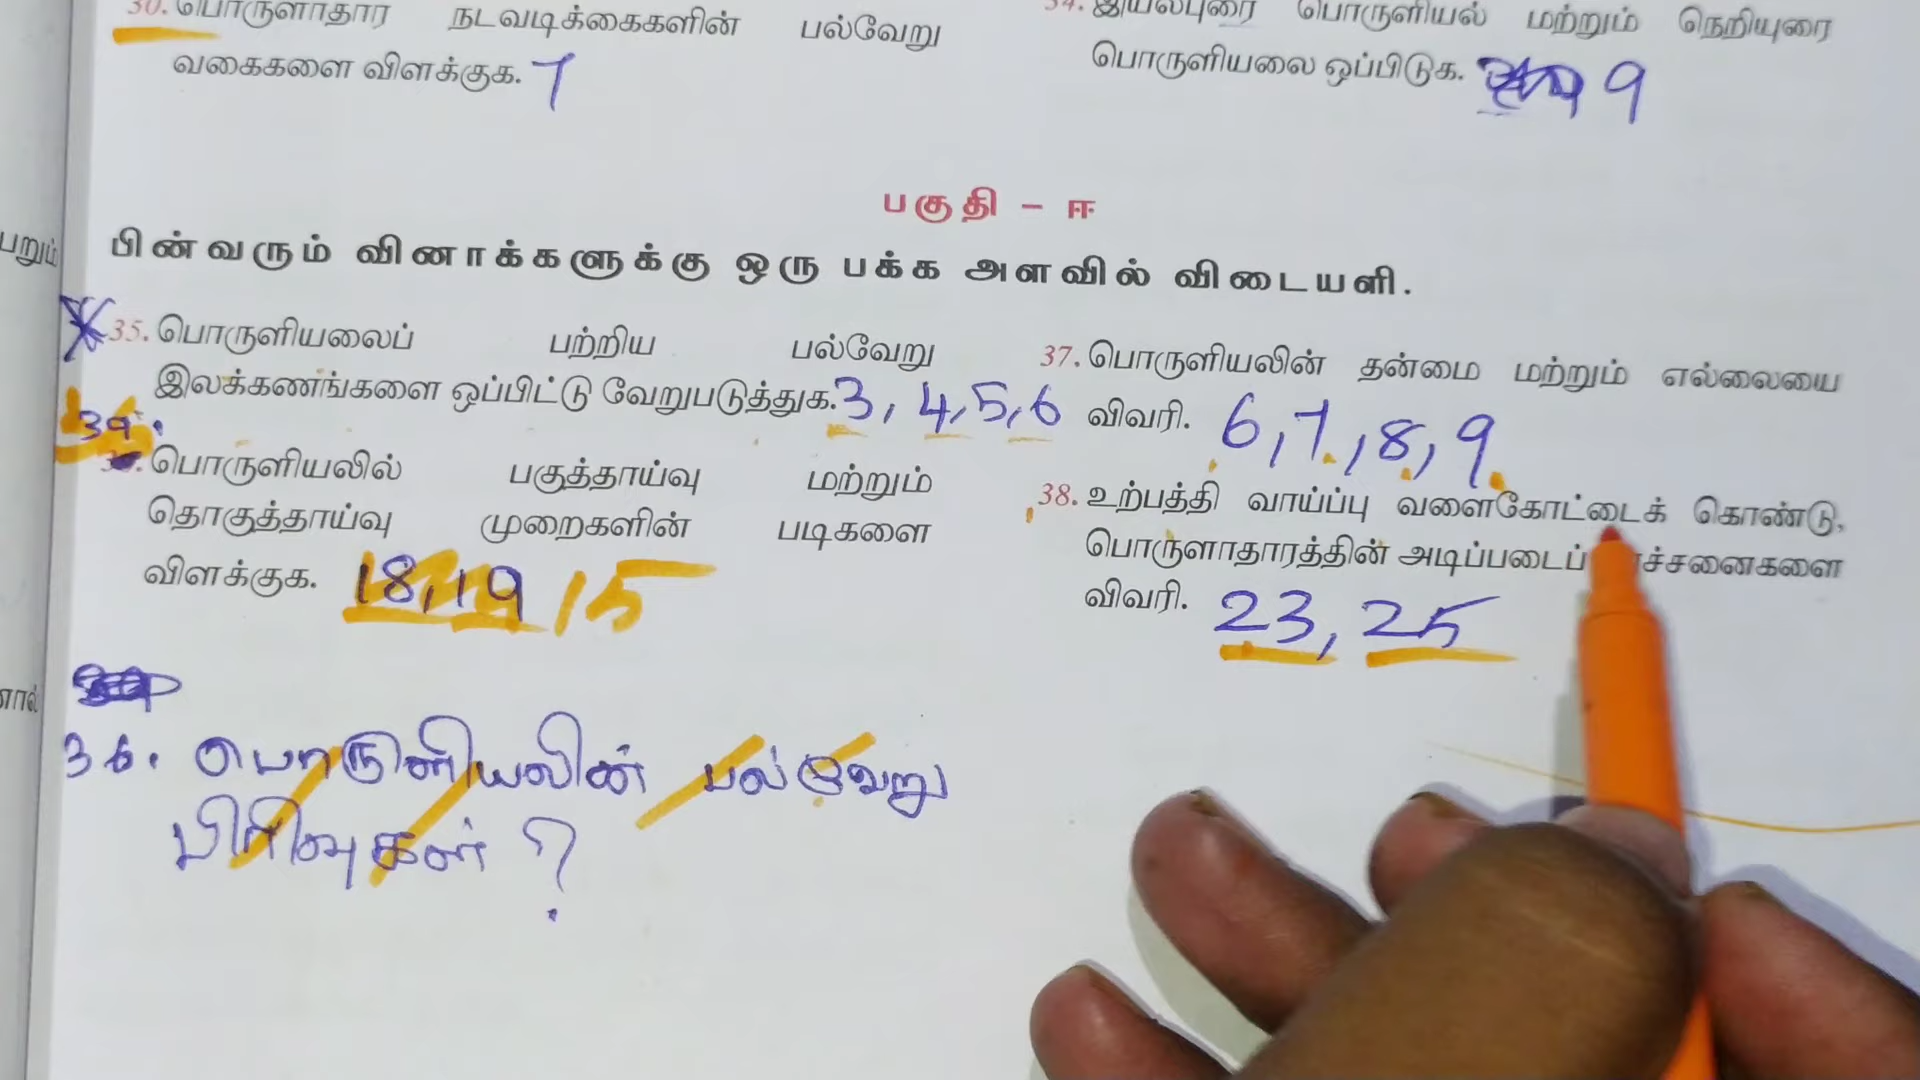 30. பொருளாதார நடவடிக்கைகளின் பல்வேறு
வகைகளை விளக்குக. 7
34. இயல்புரை பொருளியல் மற்றும் நெறியுரை
பொருளியலை ஒப்பிடுக. 9
பகுதி - ஈ
பின்வரும் வினாக்களுக்கு ஒரு பக்க அளவில் விடையளி.
பறும்
35. பொருளியலைப் பற்றிய பல்வேறு
இலக்கணங்களை ஒப்பிட்டு வேறுபடுத்துக. 3, 4, 5, 6
39.
பொருளியலில் பகுத்தாய்வு மற்றும்
தொகுத்தாய்வு முறைகளின் படிகளை
விளக்குக. 18, 19 15
னால்
36. பொருளியலின் பல்வேறு
பிரிவுகள் ?
37. பொருளியலின் தன்மை மற்றும் எல்லையை
விவரி. 6, 7, 8, 9
38. உற்பத்தி வாய்ப்பு வளைகோட்டைக் கொண்டு,
பொருளாதாரத்தின் அடிப்படைப்
விவரி. 23, 25